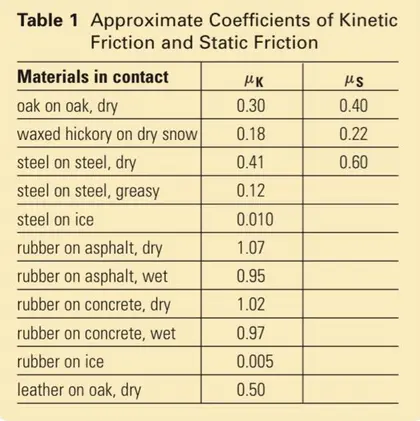 Table 1 Approximate Coefficients of Kinetic
Friction and Static Friction
Materials in contact μK μS
oak on oak, dry 0.30 0.40
waxed hickory on dry snow 0.18 0.22
steel on steel, dry 0.41 0.60
steel on steel, greasy 0.12
steel on ice 0.010
rubber on asphalt, dry 1.07
rubber on asphalt, wet 0.95
rubber on concrete, dry 1.02
rubber on concrete, wet 0.97
rubber on ice 0.005
leather on oak, dry 0.50